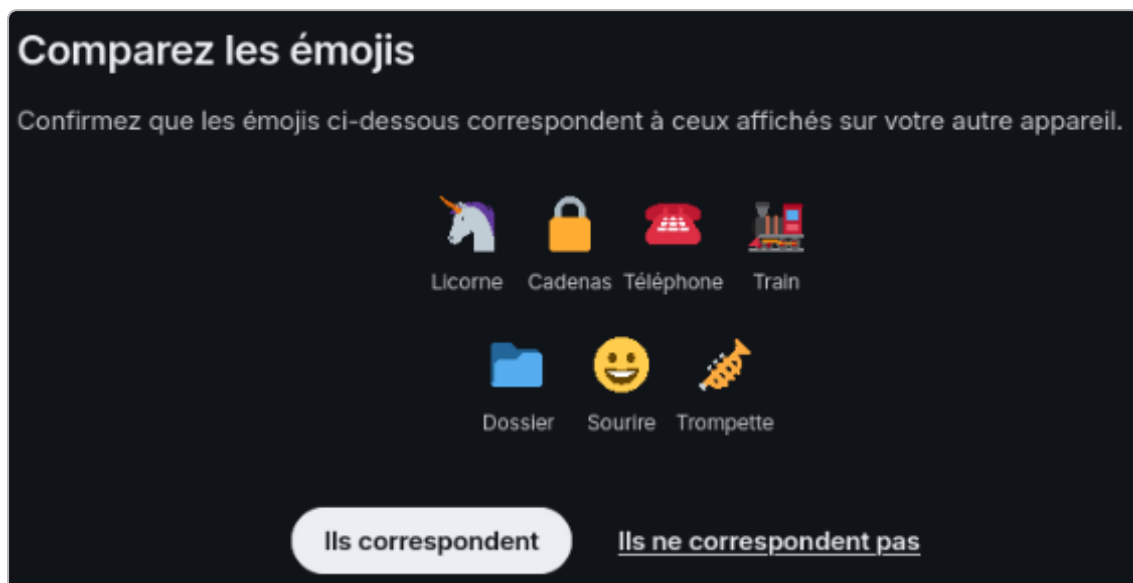 Comparez les émojis
Confirmez que les émojis ci-dessous correspondent à ceux affichés sur votre autre appareil.
Licorne Cadenas Téléphone Train
Dossier Sourire Trompette
Ils correspondent Ils ne correspondent pas